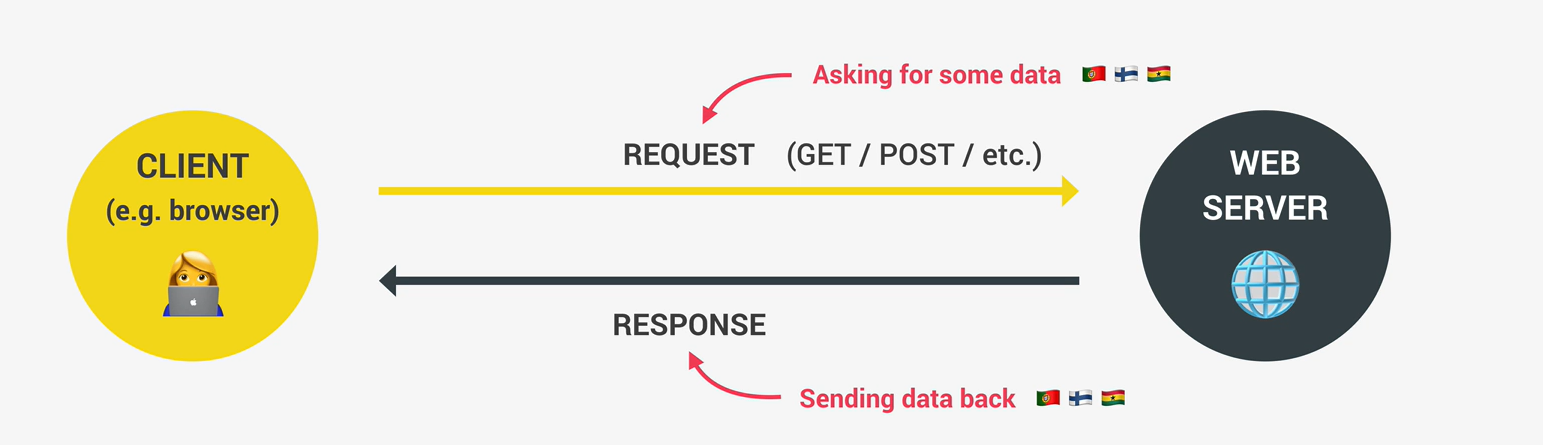 Asking for some data 🇵🇹 🇫🇮 🇬🇭
CLIENT
(e.g. browser)
REQUEST (GET / POST / etc.)
WEB
SERVER
RESPONSE
Sending data back 🇵🇹 🇫🇮 🇬🇭